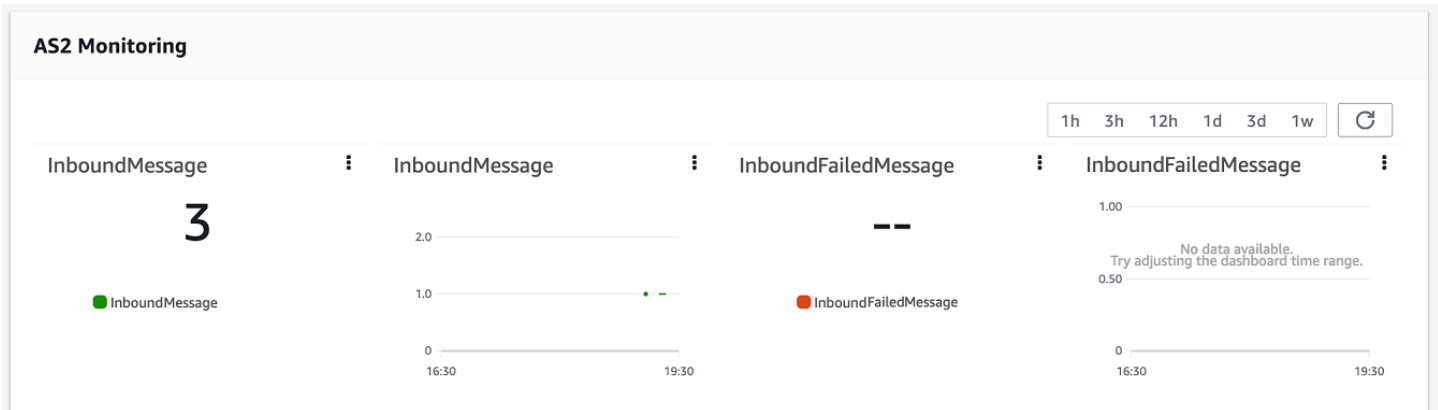 AS2 Monitoring
1h 3h 12h 1d 3d 1w
InboundMessage
3
InboundMessage
InboundMessage
2.0
1.0
0
16:30 19:30
InboundFailedMessage
--
InboundFailedMessage
InboundFailedMessage
1.00
No data available.
Try adjusting the dashboard time range.
0.50
0
16:30 19:30